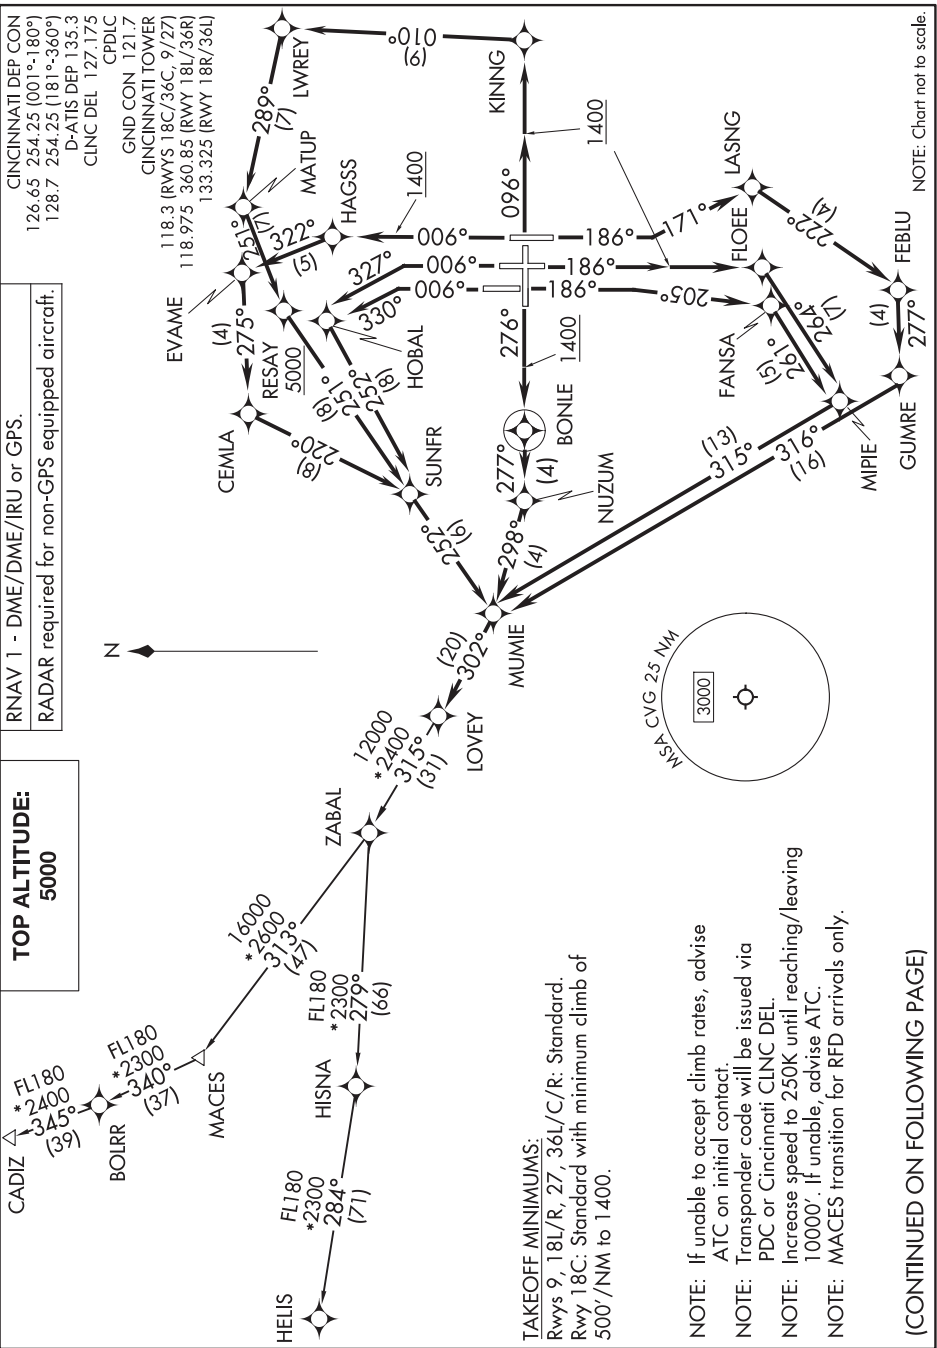 TOP ALTITUDE:
5000
RNAV 1 - DME/DME/IRU or GPS.
RADAR required for non-GPS equipped aircraft.
CINCINNATI DEP CON
126.65 254.25 (001°-180°)
128.7 254.25 (181°-360°)
D-ATIS DEP 135.3
CLNC DEL 127.175
CPDLC
GND CON 121.7
CINCINNATI TOWER
118.3 (RWYS 18C/36C, 9/27)
118.975 360.85 (RWY 18L/36R)
133.325 (RWY 18R/36L)
CADIZ
FL180
*2400
345°
(39)
BOLRR
FL180
*2300
340°
(37)
MACES
16000
*2600
313°
(47)
ZABAL
HELIS
FL180
*2300
284°
(71)
HISNA
FL180
*2300
279°
(66)
12000
*2400
315°
(31)
LOVEY
(20)
302°
MUMIE
N
CEMLA
(4)
275°
EVAME
220°
(8)
SUNFR
252°
(9)
RESAY
5000
251°
(8)
252°
(8)
HOBAL
251°
(7)
322°
(5)
HAGSS
MATUP
289°
(7)
LWREY
010°
(9)
KINNG
330°
327°
006°
006°
006°
1400
096°
1400
276°
1400
BONLE
277°
(4)
NUZUM
298°
(4)
186°
186°
186°
205°
171°
LASNG
FLOEE
FANSA
222°
(4)
FEBLU
264°
(7)
261°
(5)
(4)
277°
GUMRE
MIPIE
(13)
315°
316°
(16)
MSA CVG 25 NM
3000
TAKEOFF MINIMUMS:
Rwys 9, 18L/R, 27, 36L/C/R: Standard.
Rwy 18C: Standard with minimum climb of
500'/NM to 1400.
NOTE: If unable to accept climb rates, advise
ATC on initial contact.
NOTE: Transponder code will be issued via
PDC or Cincinnati CLNC DEL.
NOTE: Increase speed to 250K until reaching/leaving
10000'. If unable, advise ATC.
NOTE: MACES transition for RFD arrivals only.
NOTE: Chart not to scale.
(CONTINUED ON FOLLOWING PAGE)